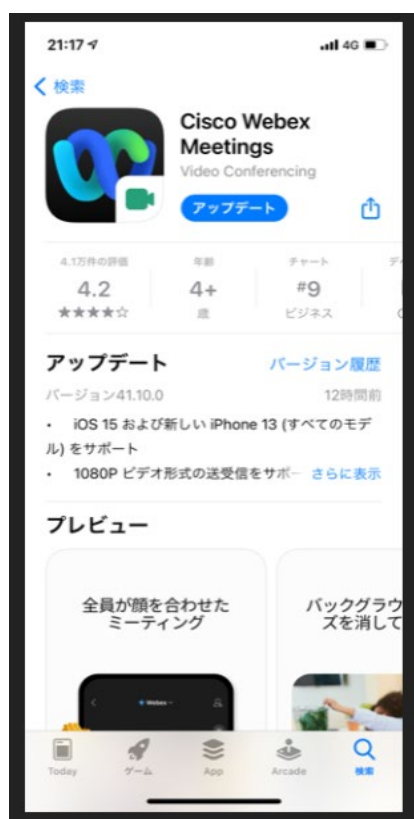 21:17
4G
検索
Cisco Webex
Meetings
Video Conferencing
アップデート
4.1万件の評価
年齢
チャート
デ
4.2
4+
#9
★★★★☆
歳
ビジネス
アップデート
バージョン履歴
バージョン41.10.0
12時間前
・ iOS 15 および新しい iPhone 13 (すべてのモデ
ル) をサポート
・ 1080P ビデオ形式の送受信をサポー さらに表示
プレビュー
全員が顔を合わせた
ミーティング
バックグラウ
ズを消して
Webex
Today
ゲーム
App
Arcade
検索